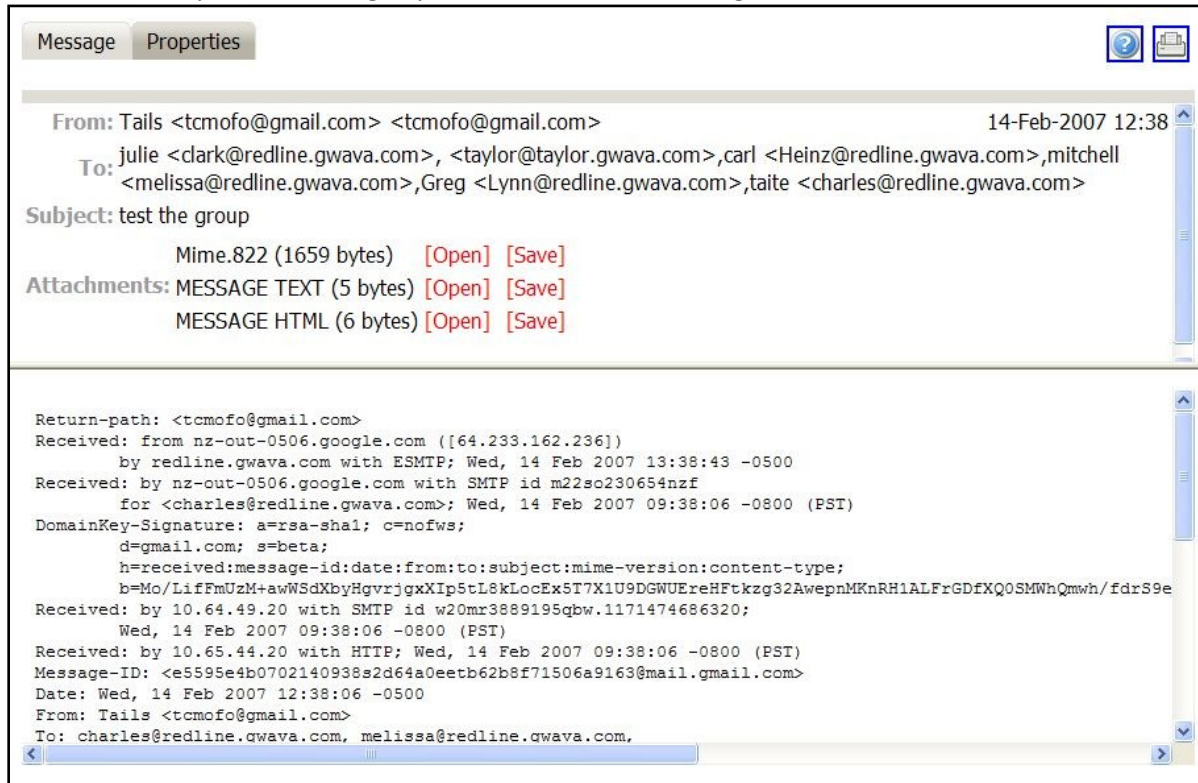 Message Properties
From: Tails <tcmofo@gmail.com> <tcmofo@gmail.com> 14-Feb-2007 12:38
To: julie <clark@redline.gwava.com>, <taylor@taylor.gwava.com>,carl <Heinz@redline.gwava.com>,mitchell
<melissa@redline.gwava.com>,Greg <Lynn@redline.gwava.com>,taite <charles@redline.gwava.com>
Subject: test the group
Attachments: Mime.822 (1659 bytes) [Open] [Save]
MESSAGE TEXT (5 bytes) [Open] [Save]
MESSAGE HTML (6 bytes) [Open] [Save]
Return-path: <tcmofo@gmail.com>
Received: from nz-out-0506.google.com ([64.233.162.236])
by redline.gwava.com with ESMTP; Wed, 14 Feb 2007 13:38:43 -0500
Received: by nz-out-0506.google.com with SMTP id m22so230654nzf
for <charles@redline.gwava.com>; Wed, 14 Feb 2007 09:38:06 -0800 (PST)
DomainKey-Signature: a=rsa-sha1; c=nofws;
d=gmail.com; s=beta;
h=received:message-id:date:from:to:subject:mime-version:content-type;
b=Mo/LifFmUzM+awWSdXbyHgvrjgxXIp5tL8kLocEx5T7X1U9DGWUEreHFtkzg32AwepnMKnRH1ALFrGDfXQ0SMWhQmwh/fdrS9e
Received: by 10.64.49.20 with SMTP id w20mr3889195qbw.1171474686320;
Wed, 14 Feb 2007 09:38:06 -0800 (PST)
Received: by 10.65.44.20 with HTTP; Wed, 14 Feb 2007 09:38:06 -0800 (PST)
Message-ID: <e5595e4b0702140938s2d64a0eetb62b8f71506a9163@mail.gmail.com>
Date: Wed, 14 Feb 2007 12:38:06 -0500
From: Tails <tcmofo@gmail.com>
To: charles@redline.gwava.com, melissa@redline.gwava.com,